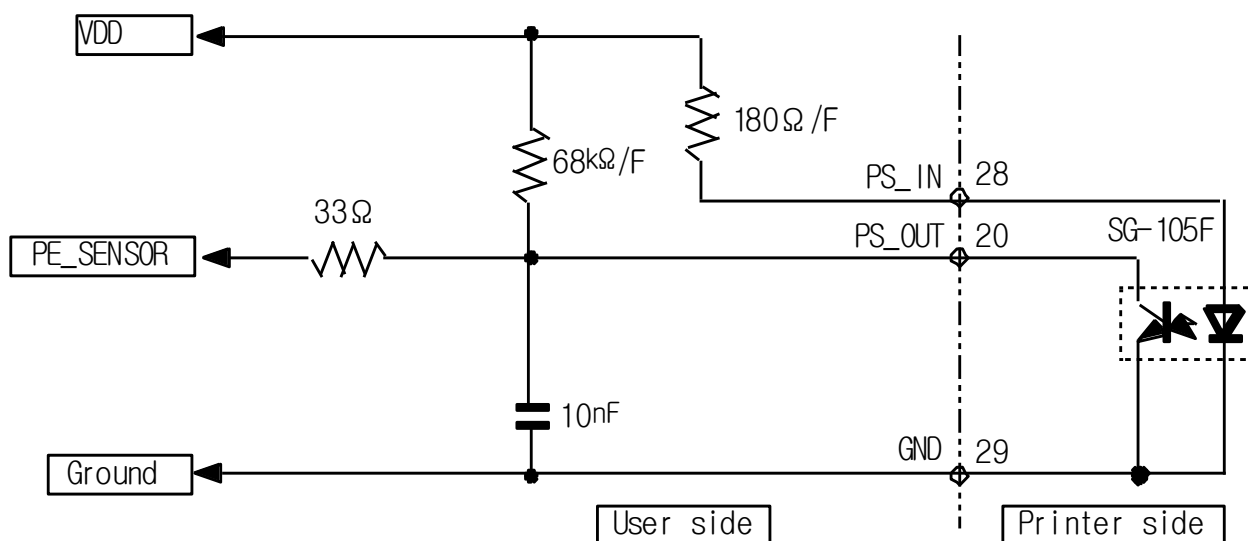 VDD
180Ω/F
68kΩ/F
PS_IN 28
33Ω
PS_OUT 20
SG-105F
PE_SENSOR
10nF
GND 29
Ground
User side
Printer side